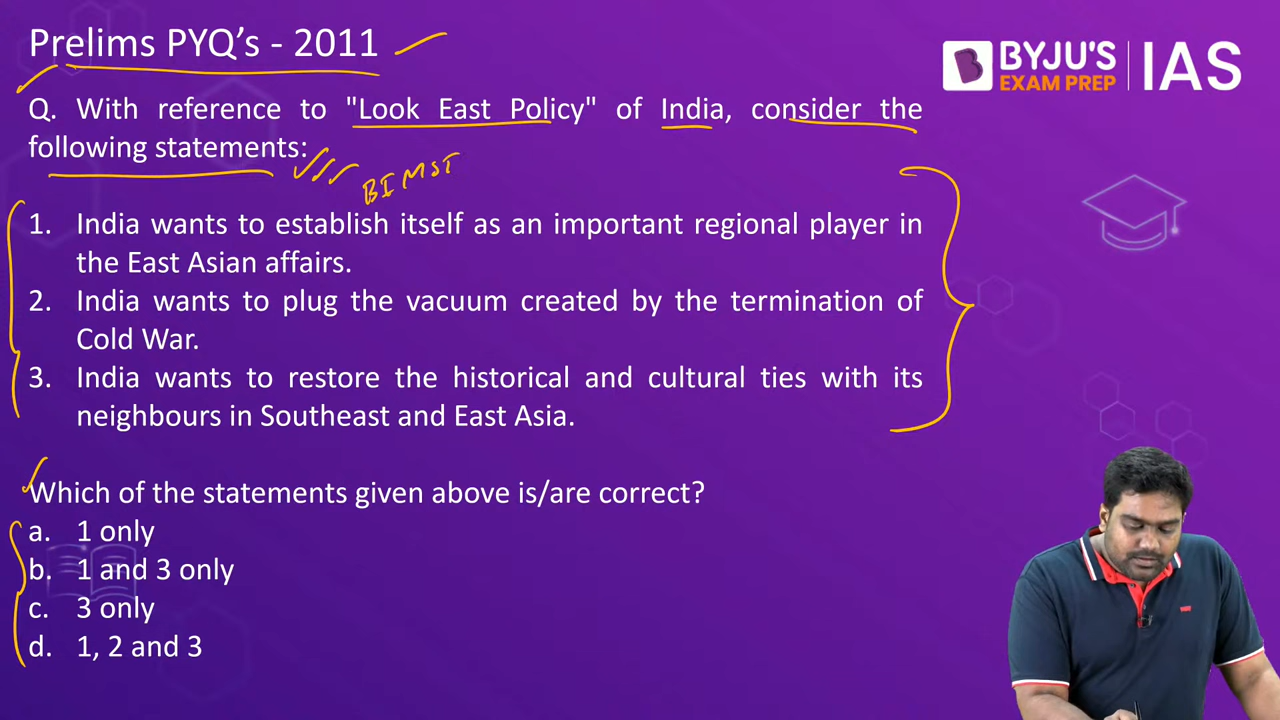 Prelims PYQ’s - 2011
BYJU'S
EXAM PREP
IAS
Q. With reference to "Look East Policy" of India, consider the
following statements:
BIMST
1. India wants to establish itself as an important regional player in
the East Asian affairs.
2. India wants to plug the vacuum created by the termination of
Cold War.
3. India wants to restore the historical and cultural ties with its
neighbours in Southeast and East Asia.
Which of the statements given above is/are correct?
a. 1 only
b. 1 and 3 only
c. 3 only
d. 1, 2 and 3